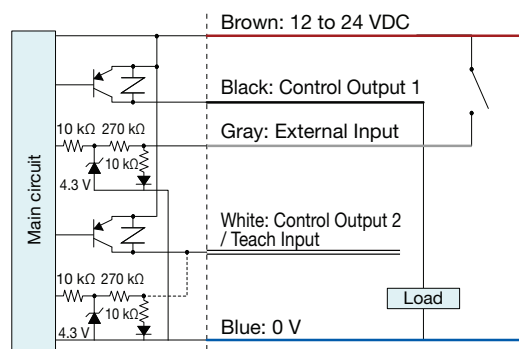 Brown: 12 to 24 VDC
Main circuit
Black: Control Output 1
10 kΩ 270 kΩ
Gray: External Input
10 kΩ
4.3 V
White: Control Output 2
/ Teach Input
10 kΩ 270 kΩ
Load
10 kΩ
4.3 V
Blue: 0 V